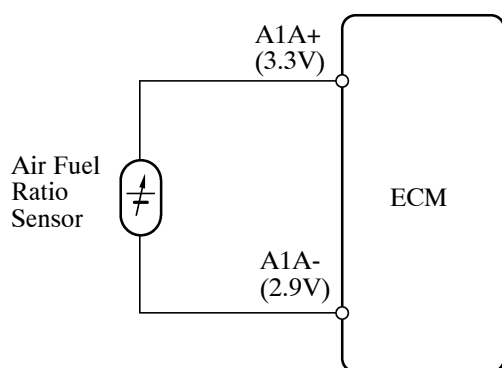 A1A+
(3.3V)
Air Fuel
Ratio
Sensor
ECM
A1A-
(2.9V)